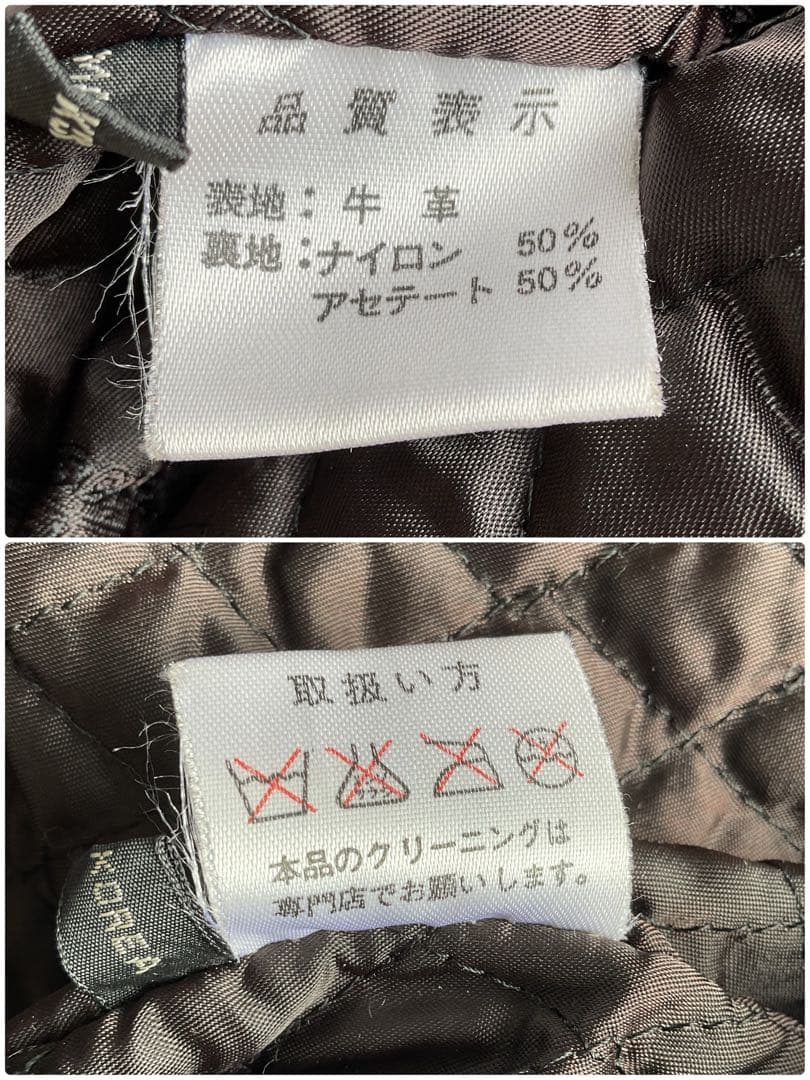 品質表示
表地：牛革
裏地：ナイロン 50%
アセテート 50%
取扱い方
本品のクリーニングは
専門店でお願いします。
KOREA